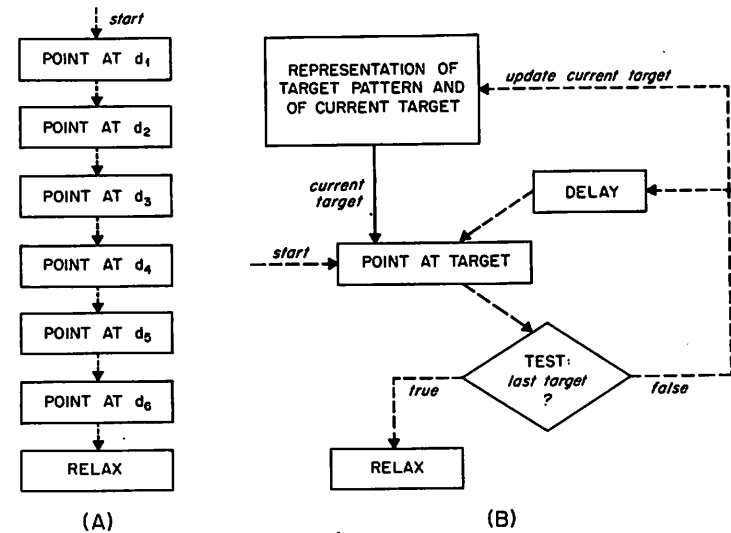 start
POINT AT d₁
POINT AT d₂
POINT AT d₃
POINT AT d₄
POINT AT d₅
POINT AT d₆
RELAX
(A)
REPRESENTATION OF
TARGET PATTERN AND
OF CURRENT TARGET
update current target
current
target
DELAY
start
POINT AT TARGET
TEST:
last target
?
true
false
RELAX
(B)